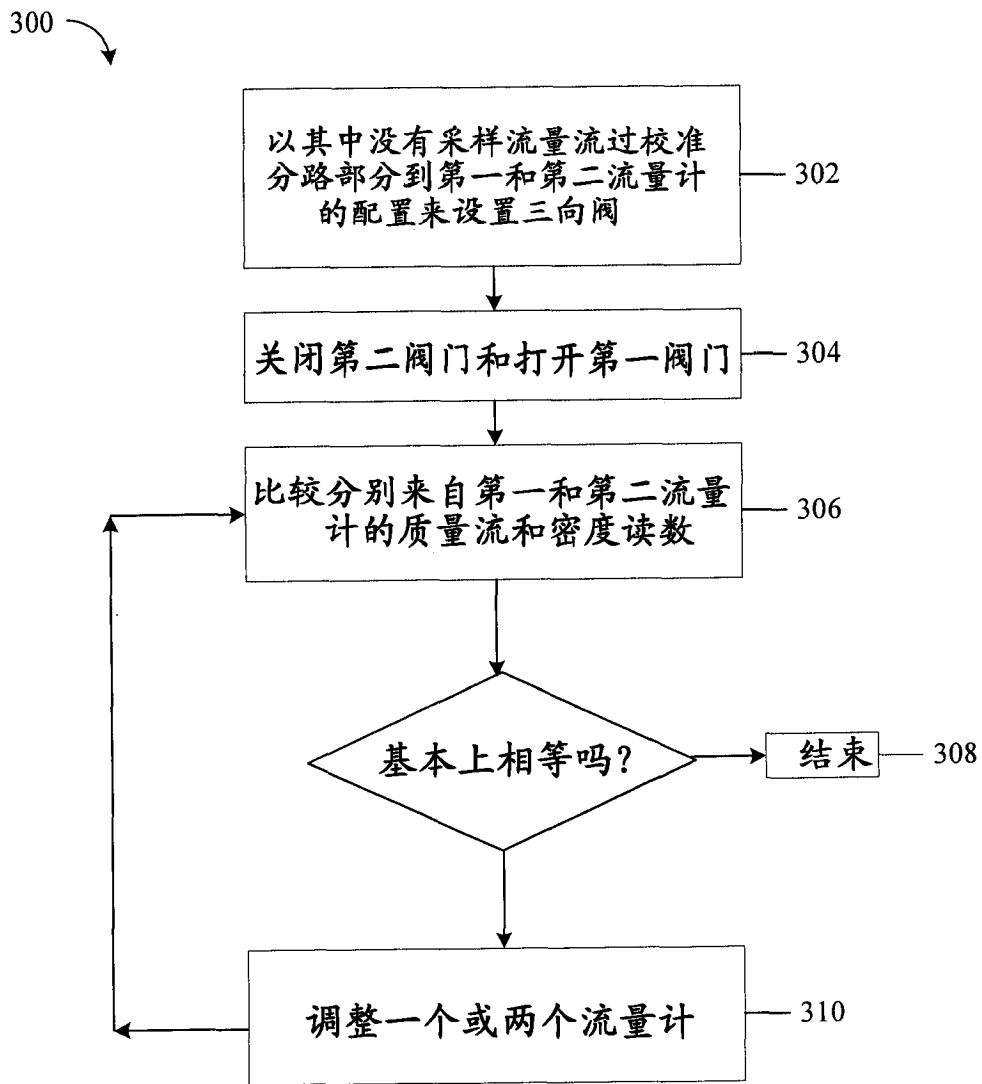 300
以其中没有采样流量流过校准
分路部分到第一和第二流量计
的配置来设置三向阀
302
关闭第二阀门和打开第一阀门
304
比较分别来自第一和第二流量
计的质量流和密度读数
306
基本上相等吗?
结束
308
调整一个或两个流量计
310